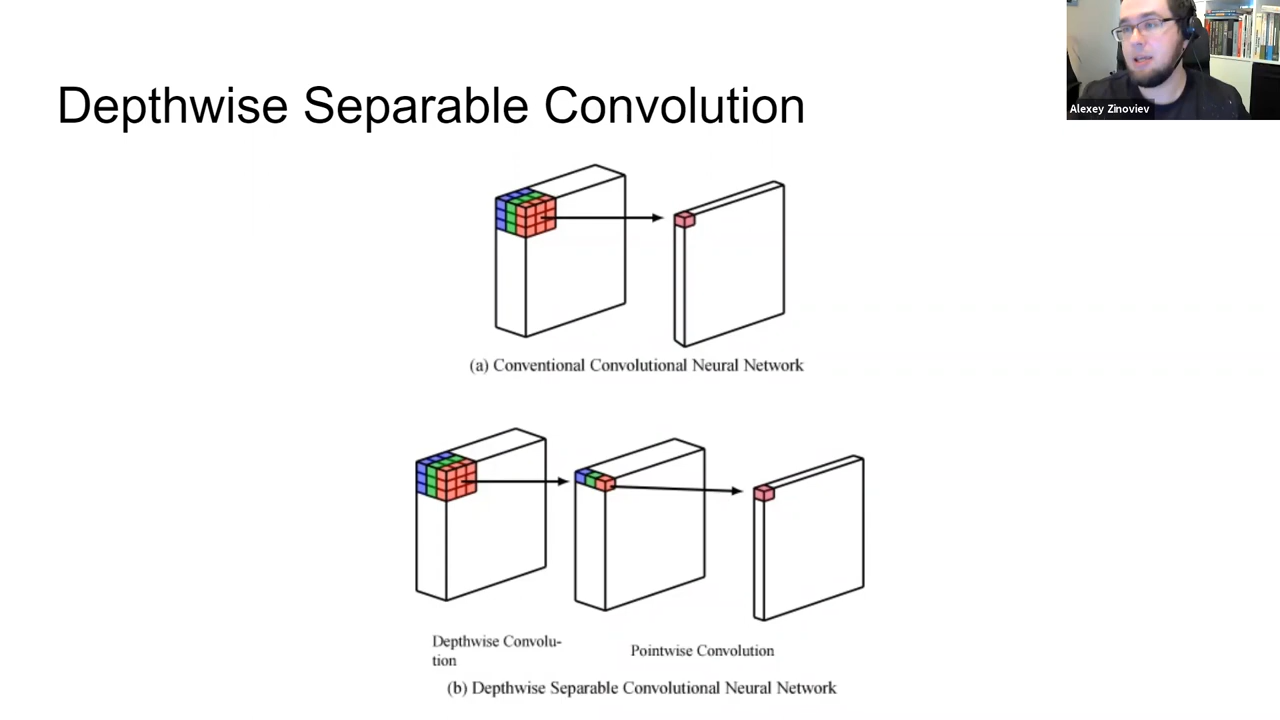 Alexey Zinoviev
Depthwise Separable Convolution
(a) Conventional Convolutional Neural Network
Depthwise Convolu-
tion
Pointwise Convolution
(b) Depthwise Separable Convolutional Neural Network